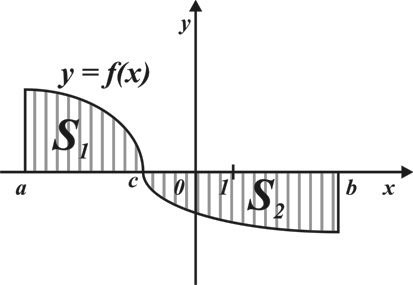 y
y = f(x)
S1
a c 0 1 S2 b x